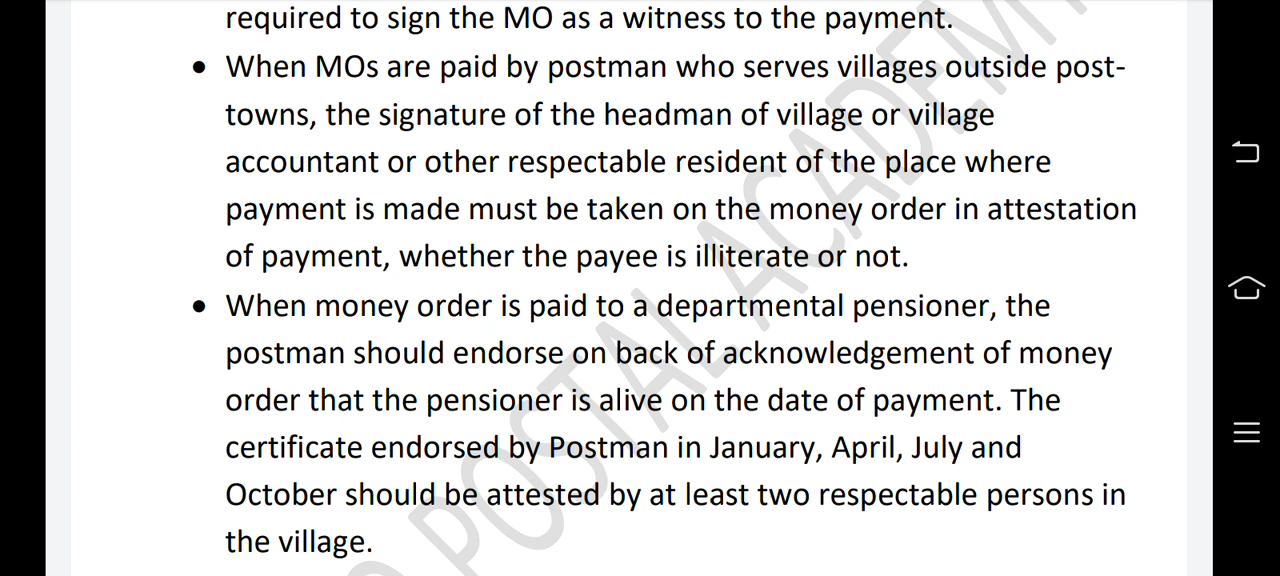 required to sign the MO as a witness to the payment.
• When MOs are paid by postman who serves villages outside post-
towns, the signature of the headman of village or village
accountant or other respectable resident of the place where
payment is made must be taken on the money order in attestation
of payment, whether the payee is illiterate or not.
• When money order is paid to a departmental pensioner, the
postman should endorse on back of acknowledgement of money
order that the pensioner is alive on the date of payment. The
certificate endorsed by Postman in January, April, July and
October should be attested by at least two respectable persons in
the village.
POSTAL ACADEM